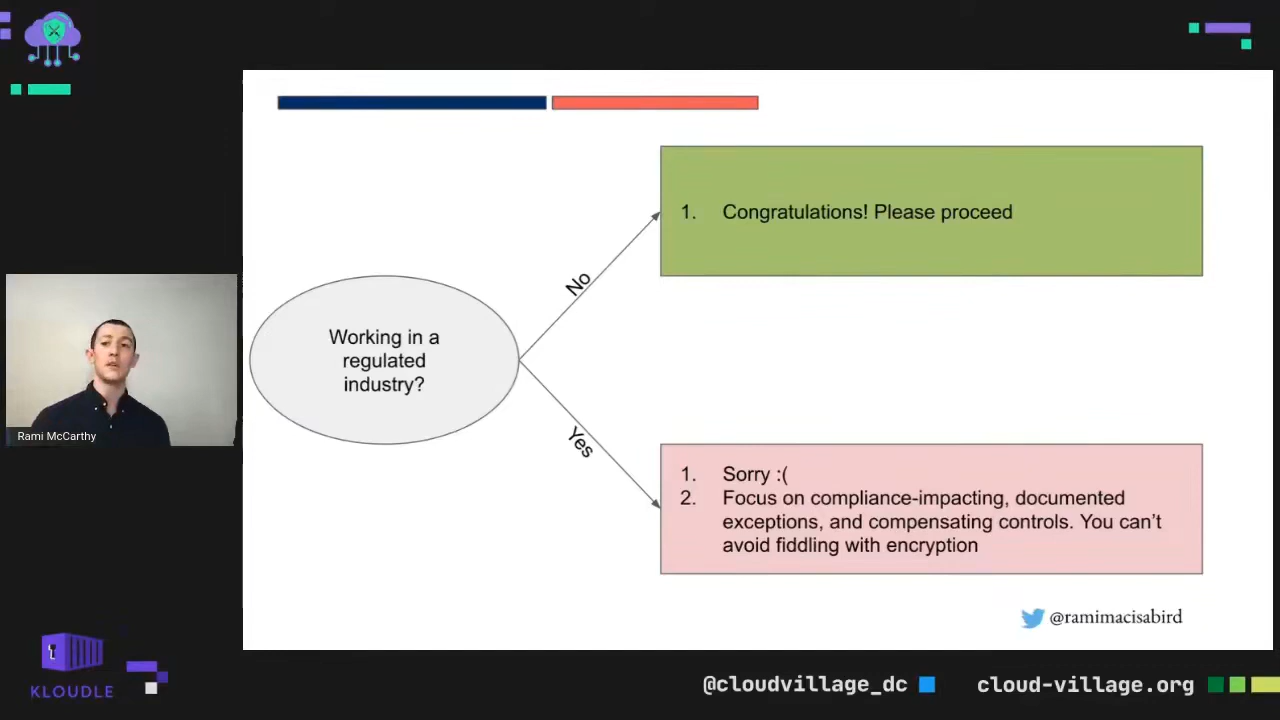 1. Congratulations! Please proceed
No
Working in a
regulated
industry?
Yes
1. Sorry :(
2. Focus on compliance-impacting, documented
exceptions, and compensating controls. You can’t
avoid fiddling with encryption
Rami McCarthy
@ramimacisabird
KLOUDLE
@cloudvillage_dc
cloud-village.org